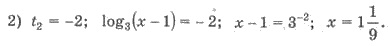 2) t₂ = –2; log₃(x – 1) = – 2; x – 1 = 3⁻²; x = 1 1/9.